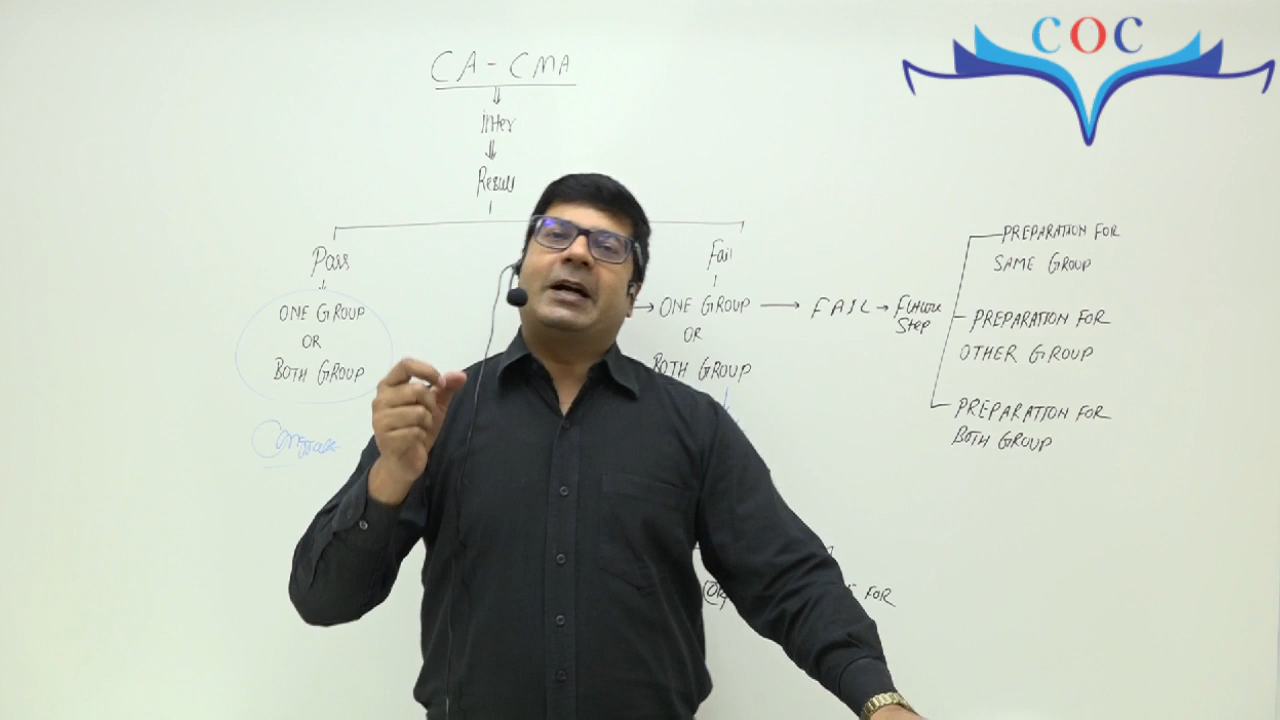 COC
CA - CMA
Inter
Result
Pass
ONE GROUP
OR
BOTH GROUP
Fail
ONE GROUP
OR
BOTH GROUP
FAIL
Future
Step
PREPARATION FOR
SAME GROUP
PREPARATION FOR
OTHER GROUP
PREPARATION FOR
BOTH GROUP
FOR